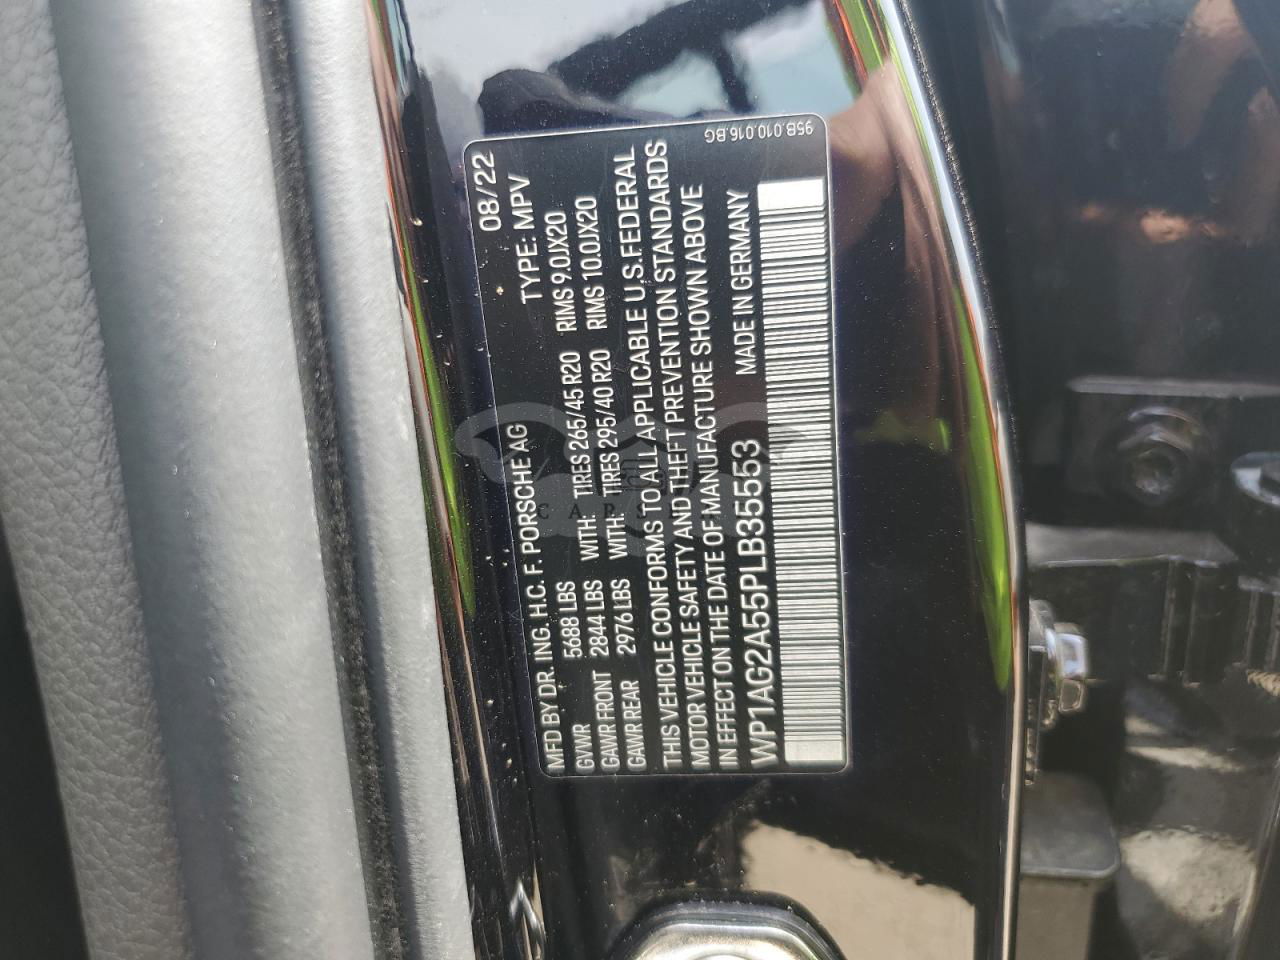 MFD BY DR. ING. H.C. F. PORSCHE AG 08/22
TYPE: MPV
GVWR 5688 LBS
GAWR FRONT 2844 LBS WITH: TIRES 265/45 R20 RIMS 9.0JX20
GAWR REAR 2976 LBS WITH: TIRES 295/40 R20 RIMS 10.0JX20
THIS VEHICLE CONFORMS TO ALL APPLICABLE U.S.FEDERAL
MOTOR VEHICLE SAFETY AND THEFT PREVENTION STANDARDS
IN EFFECT ON THE DATE OF MANUFACTURE SHOWN ABOVE
WP1AG2A55PLB35553 MADE IN GERMANY
95B.010.016.BG